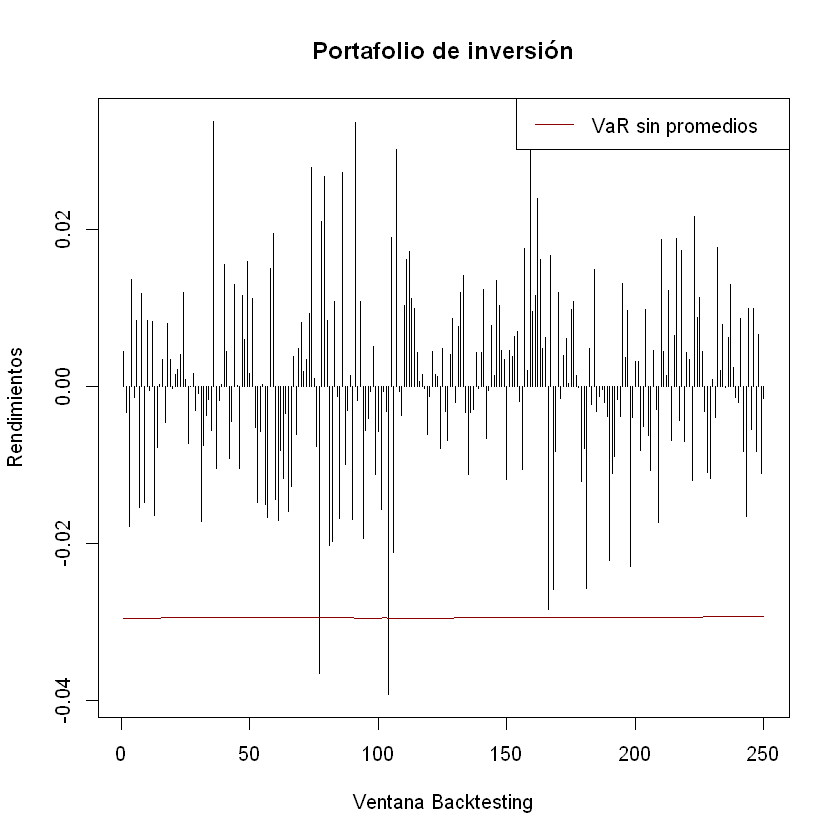 Portafolio de inversión
VaR sin promedios
Rendimientos
0.02
0.00
-0.02
-0.04
0
50
100
150
200
250
Ventana Backtesting